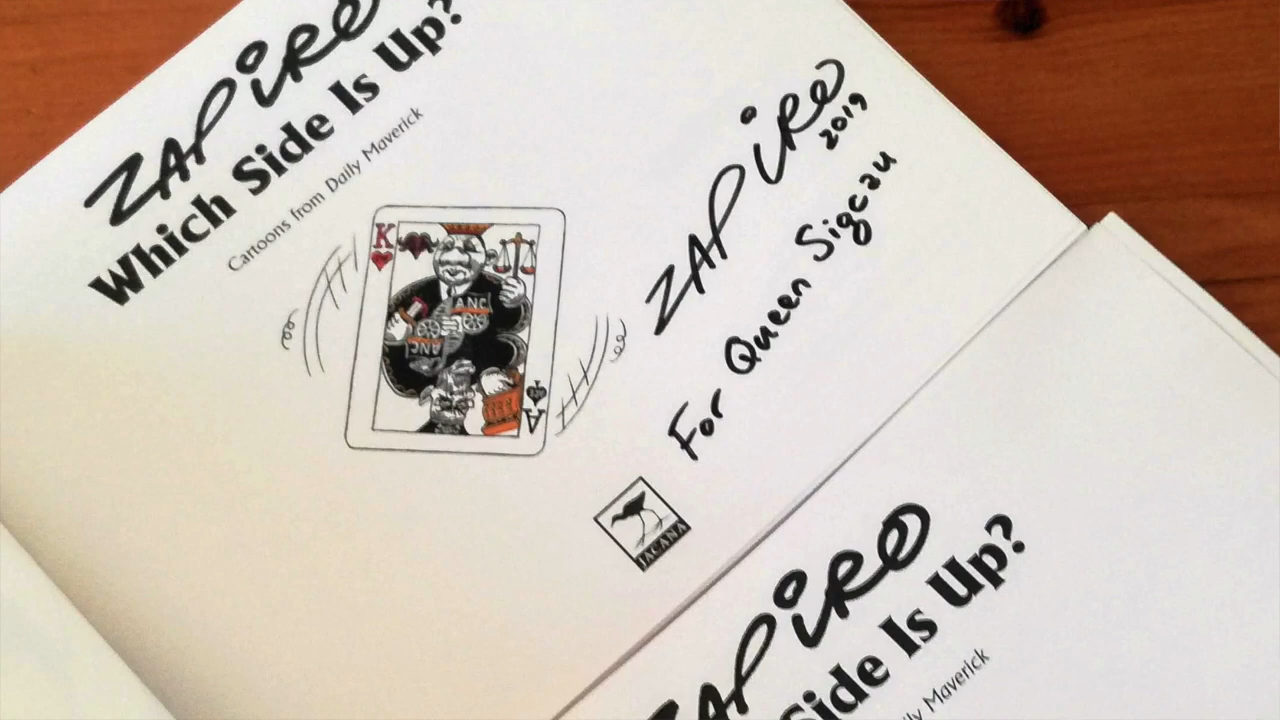 ZAPIRO
Which Side Is Up?
Cartoons from Daily Maverick
K
ANC
ANC
A
ZAPIRO
2019
For Queen Sigcau
JACANA
ZAPIRO
Side Is Up?
Maverick